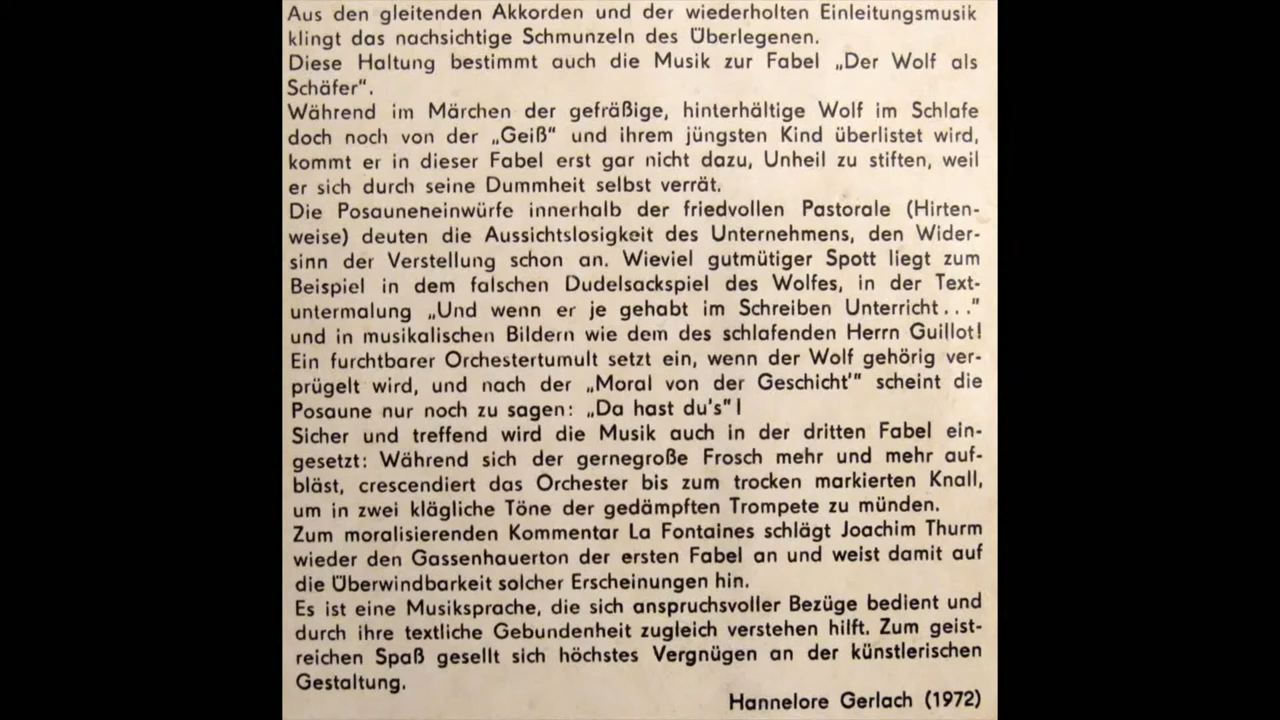 Aus den gleitenden Akkorden und der wiederholten Einleitungsmusik
klingt das nachsichtige Schmunzeln des Überlegenen.
Diese Haltung bestimmt auch die Musik zur Fabel „Der Wolf als
Schäfer“.
Während im Märchen der gefräßige, hinterhältige Wolf im Schlafe
doch noch von der „Geiß“ und ihrem jüngsten Kind überlistet wird,
kommt er in dieser Fabel erst gar nicht dazu, Unheil zu stiften, weil
er sich durch seine Dummheit selbst verrät.
Die Posauneneinwürfe innerhalb der friedvollen Pastorale (Hirten-
weise) deuten die Aussichtslosigkeit des Unternehmens, den Wider-
sinn der Verstellung schon an. Wieviel gutmütiger Spott liegt zum
Beispiel in dem falschen Dudelsackspiel des Wolfes, in der Text-
untermalung „Und wenn er je gehabt im Schreiben Unterricht...“
und in musikalischen Bildern wie dem des schlafenden Herrn Guillot!
Ein furchtbarer Orchestertumult setzt ein, wenn der Wolf gehörig ver-
prügelt wird, und nach der „Moral von der Geschicht'“ scheint die
Posaune nur noch zu sagen: „Da hast du's“!
Sicher und treffend wird die Musik auch in der dritten Fabel ein-
gesetzt: Während sich der gernegroße Frosch mehr und mehr auf-
bläst, crescendiert das Orchester bis zum trocken markierten Knall,
um in zwei klägliche Töne der gedämpften Trompete zu münden.
Zum moralisierenden Kommentar La Fontaines schlägt Joachim Thurm
wieder den Gassenhauerton der ersten Fabel an und weist damit auf
die Überwindbarkeit solcher Erscheinungen hin.
Es ist eine Musiksprache, die sich anspruchsvoller Bezüge bedient und
durch ihre textliche Gebundenheit zugleich verstehen hilft. Zum geist-
reichen Spaß gesellt sich höchstes Vergnügen an der künstlerischen
Gestaltung.
Hannelore Gerlach (1972)